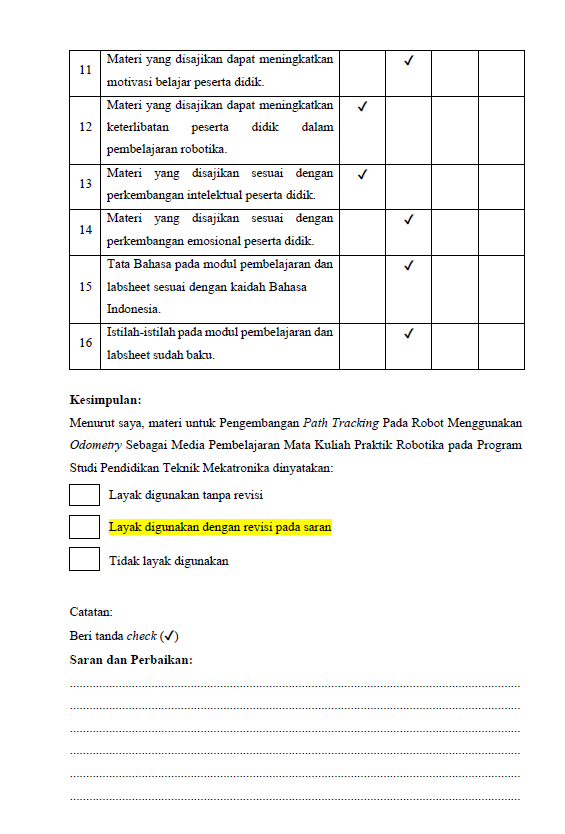 11
Materi yang disajikan dapat meningkatkan
motivasi belajar peserta didik.
✓
12
Materi yang disajikan dapat meningkatkan
keterlibatan peserta didik dalam
pembelajaran robotika.
✓
13
Materi yang disajikan sesuai dengan
perkembangan intelektual peserta didik.
✓
14
Materi yang disajikan sesuai dengan
perkembangan emosional peserta didik.
✓
15
Tata Bahasa pada modul pembelajaran dan
labsheet sesuai dengan kaidah Bahasa
Indonesia.
✓
16
Istilah-istilah pada modul pembelajaran dan
labsheet sudah baku.
✓
Kesimpulan:
Menurut saya, materi untuk Pengembangan Path Tracking Pada Robot Menggunakan
Odometry Sebagai Media Pembelajaran Mata Kuliah Praktik Robotika pada Program
Studi Pendidikan Teknik Mekatronika dinyatakan:
Layak digunakan tanpa revisi
Layak digunakan dengan revisi pada saran
Tidak layak digunakan
Catatan:
Beri tanda check (✓)
Saran dan Perbaikan: